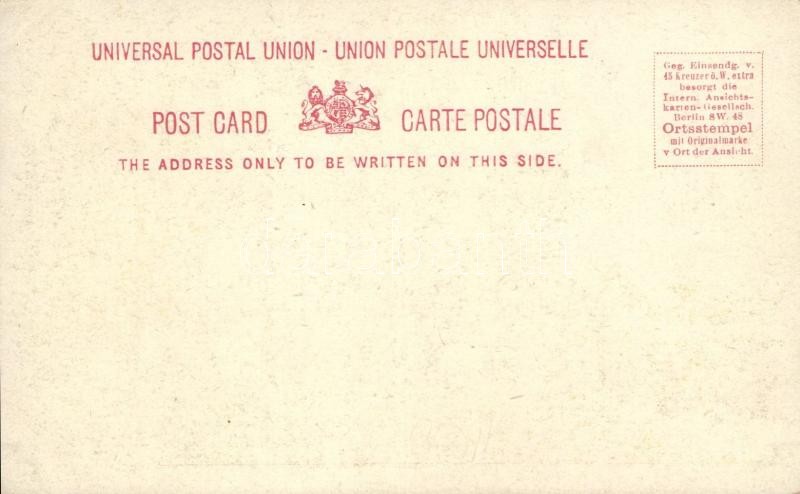 UNIVERSAL POSTAL UNION - UNION POSTALE UNIVERSELLE
POST CARD CARTE POSTALE
THE ADDRESS ONLY TO BE WRITTEN ON THIS SIDE.
Geg. Einsendg. v.
45 Kreuzer ö. W. extra
besorgt die
Intern. Ansichts-
karten-Gesellsch.
Berlin SW. 48
Ortsstempel
mit Originalmarke
v Ort der Ansicht.